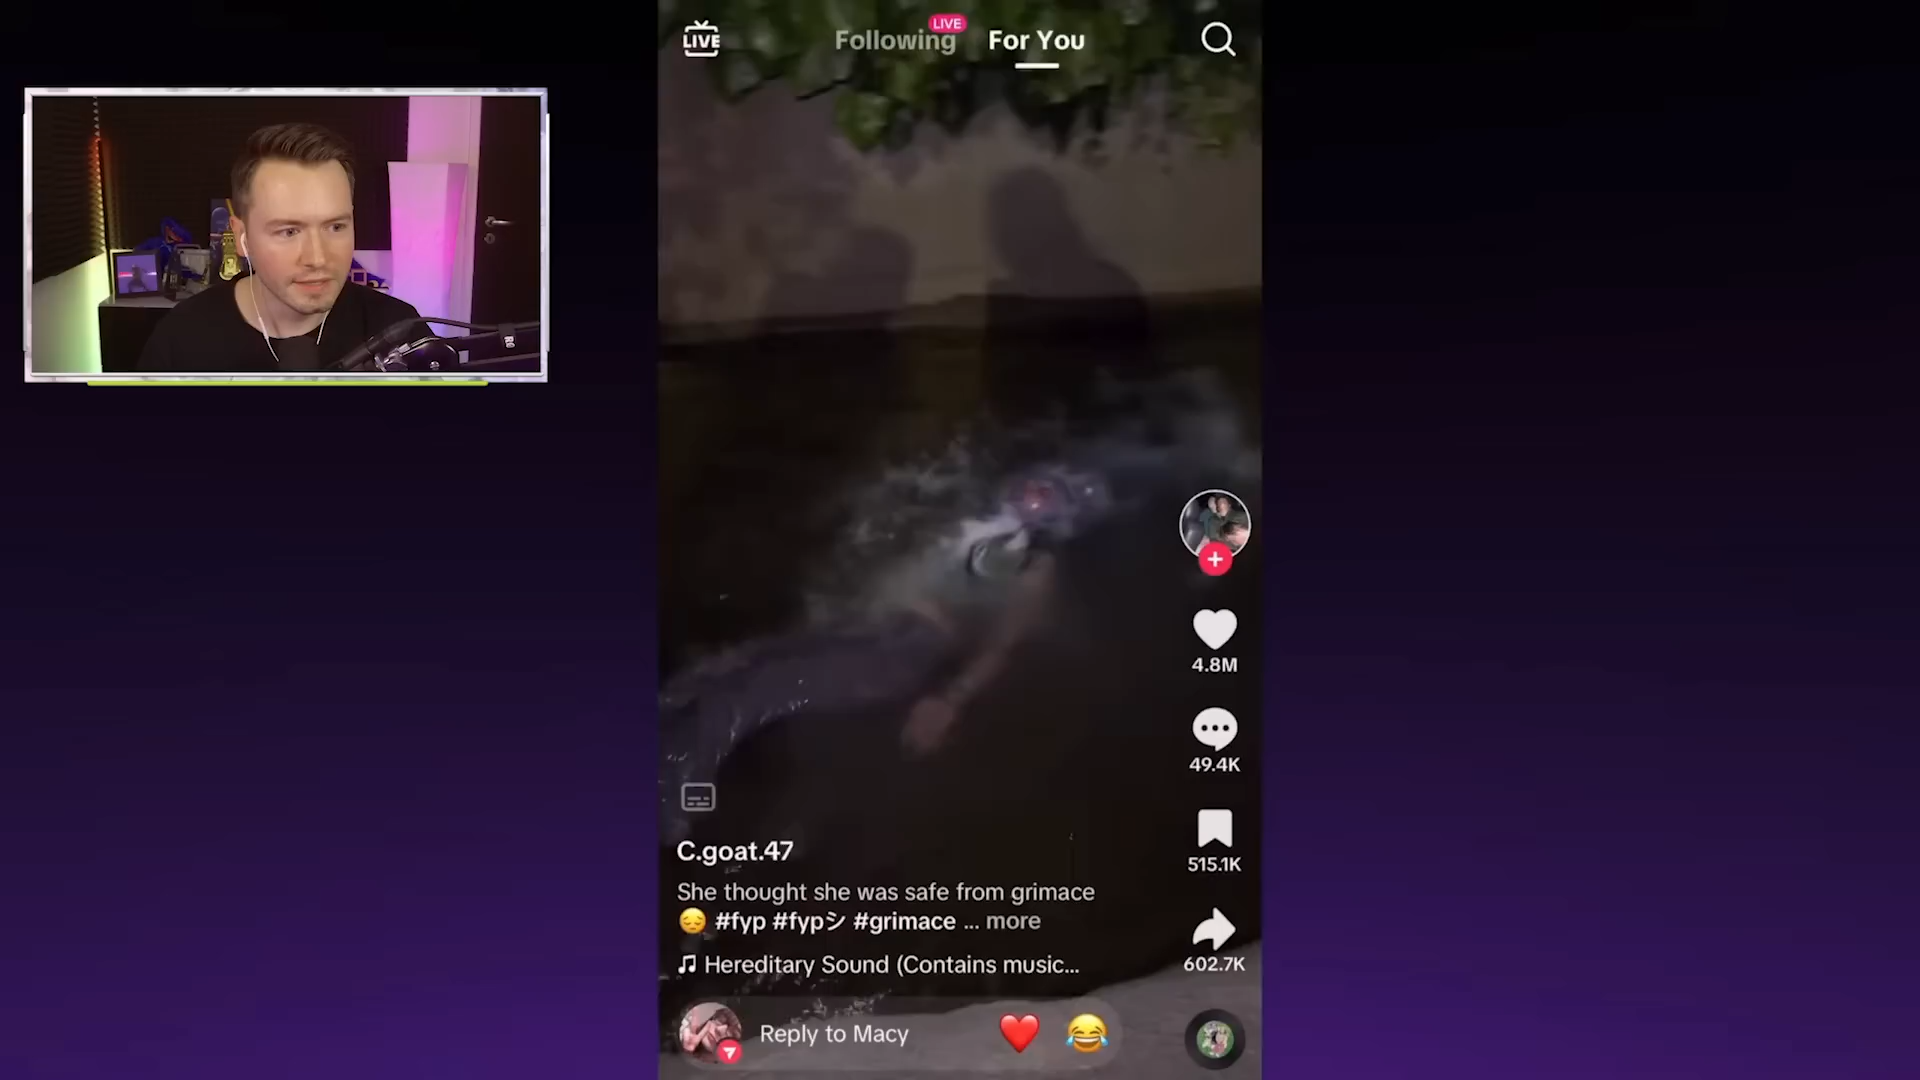 LIVE
Following
LIVE
For You
4.8M
49.4K
515.1K
602.7K
C.goat.47
She thought she was safe from grimace
😔 #fyp #fypシ #grimace ... more
Hereditary Sound (Contains music...
Reply to Macy